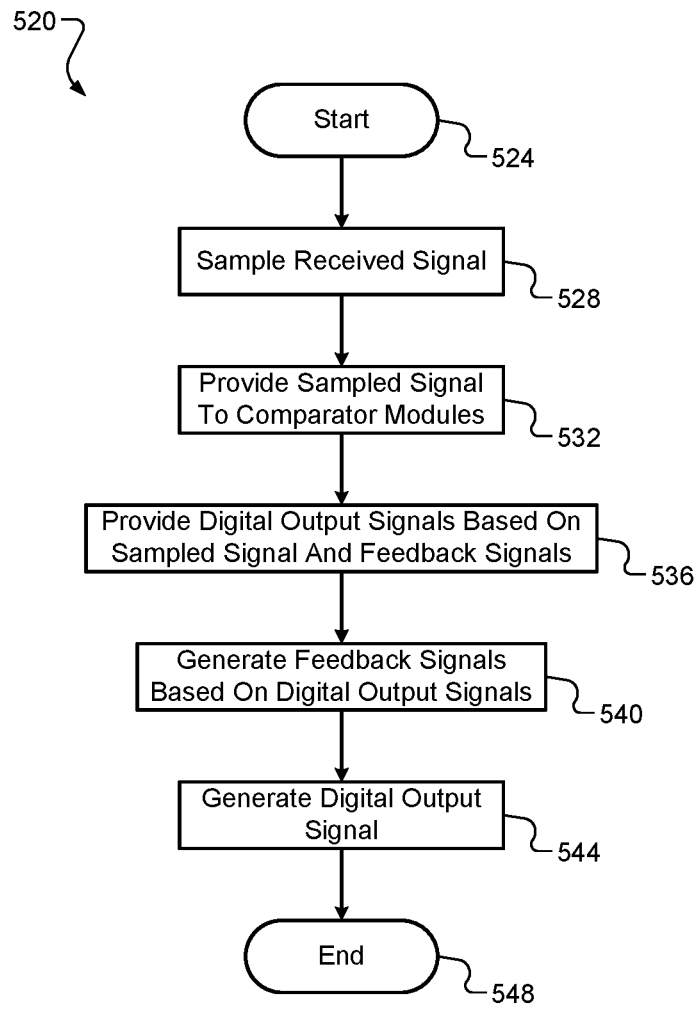 520
Start
524
Sample Received Signal
528
Provide Sampled Signal
To Comparator Modules
532
Provide Digital Output Signals Based On
Sampled Signal And Feedback Signals
536
Generate Feedback Signals
Based On Digital Output Signals
540
Generate Digital Output
Signal
544
End
548